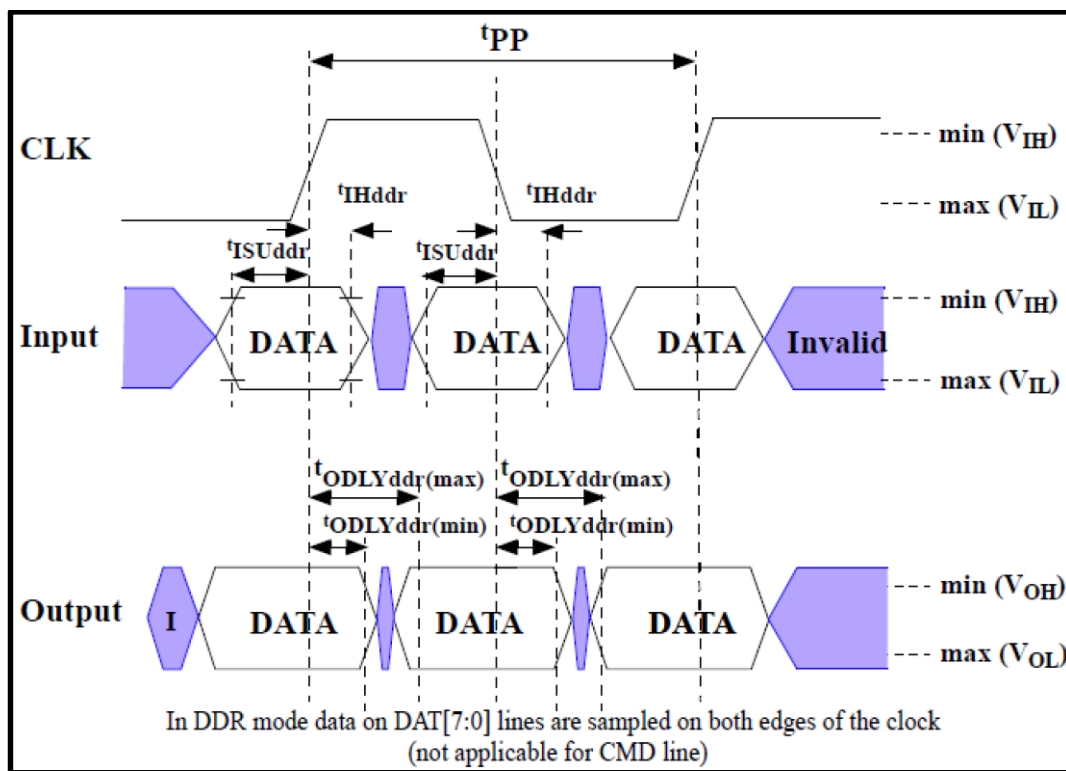 tPP
CLK
min (VIH)
max (VIL)
tIHddr
tIHddr
tISUddr
tISUddr
Input
DATA
DATA
DATA
Invalid
min (VIH)
max (VIL)
tODLYddr(max)
tODLYddr(max)
tODLYddr(min)
tODLYddr(min)
Output
I
DATA
DATA
DATA
min (VOH)
max (VOL)
In DDR mode data on DAT[7:0] lines are sampled on both edges of the clock
(not applicable for CMD line)